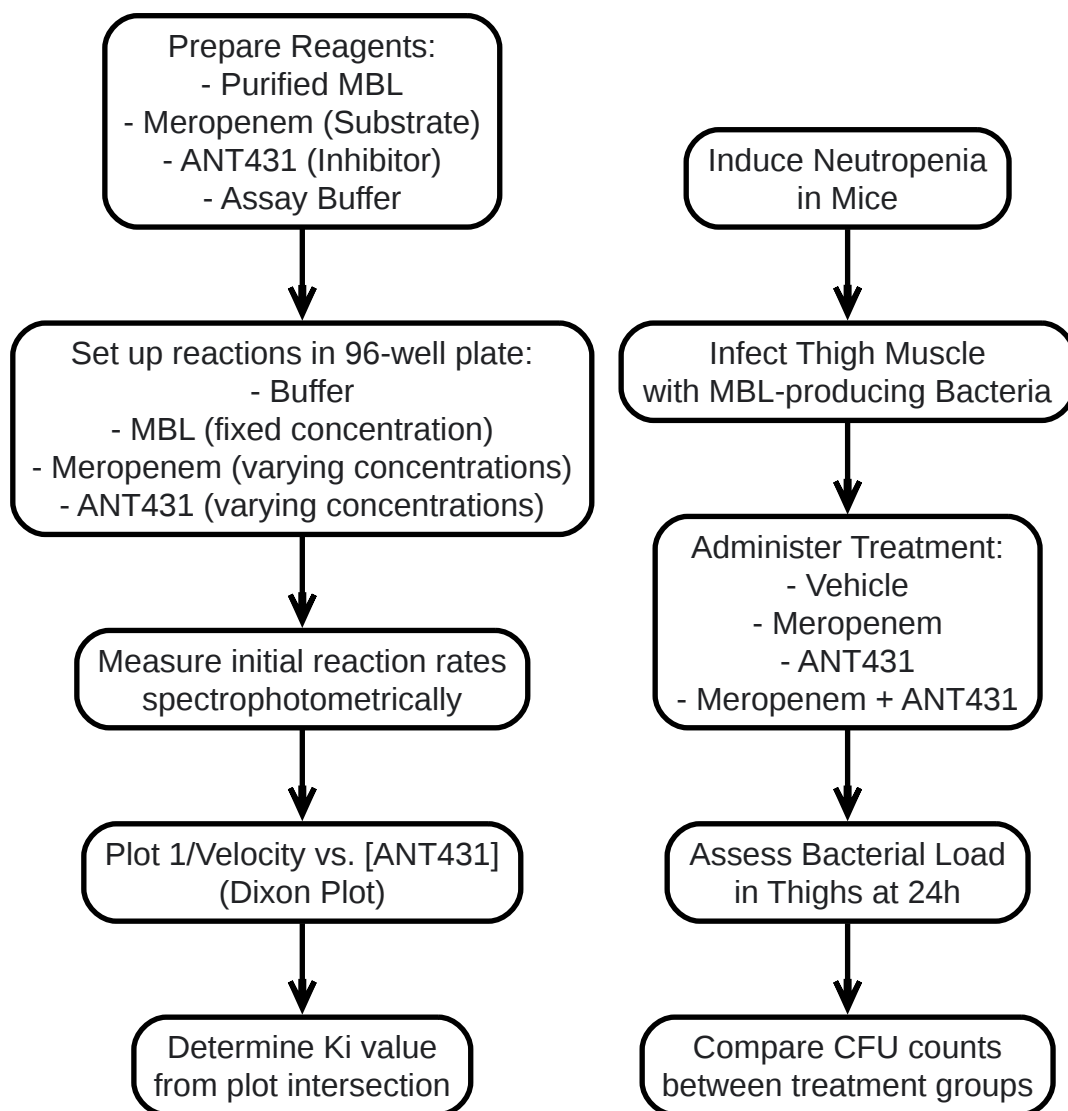 Prepare Reagents:
- Purified MBL
- Meropenem (Substrate)
- ANT431 (Inhibitor)
- Assay Buffer
Set up reactions in 96-well plate:
- Buffer
- MBL (fixed concentration)
- Meropenem (varying concentrations)
- ANT431 (varying concentrations)
Measure initial reaction rates
spectrophotometrically
Plot 1/Velocity vs. [ANT431]
(Dixon Plot)
Determine Ki value
from plot intersection
Induce Neutropenia
in Mice
Infect Thigh Muscle
with MBL-producing Bacteria
Administer Treatment:
- Vehicle
- Meropenem
- ANT431
- Meropenem + ANT431
Assess Bacterial Load
in Thighs at 24h
Compare CFU counts
between treatment groups